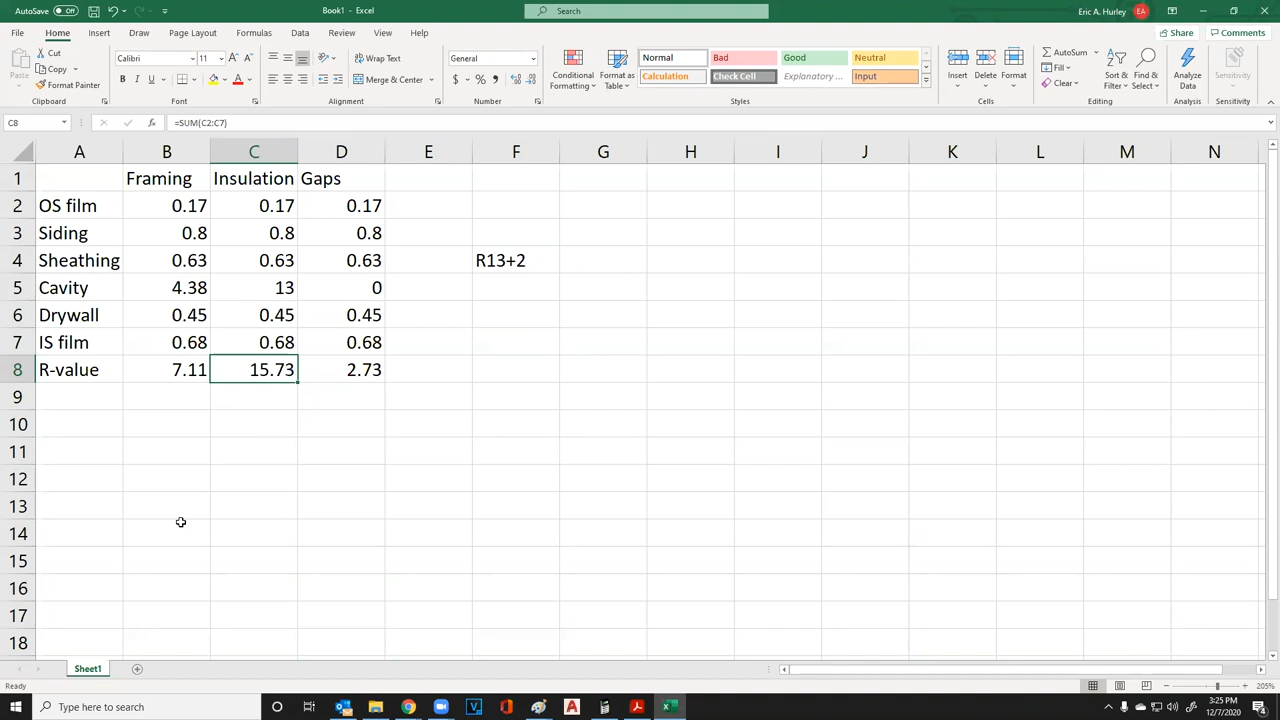 AutoSave Off
Book1 - Excel
Search
Eric A. Hurley EA
File Home Insert Draw Page Layout Formulas Data Review View Help
Share Comments
Paste
Cut
Copy
Format Painter
Clipboard
Calibri 11
B I U
Font
Wrap Text
Merge & Center
Alignment
General
$ % 9
Number
Conditional Formatting
Format as Table
Normal Bad Good Neutral
Calculation Check Cell Explanatory ... Input
Styles
Insert Delete Format
Cells
AutoSum
Fill
Clear
Sort & Filter
Find & Select
Editing
Analyze Data
Analysis
Sensitivity
Sensitivity
C8 fx =SUM(C2:C7)
A B C D E F G H I J K L M N
1 Framing Insulation Gaps
2 OS film 0.17 0.17 0.17
3 Siding 0.8 0.8 0.8
4 Sheathing 0.63 0.63 0.63 R13+2
5 Cavity 4.38 13 0
6 Drywall 0.45 0.45 0.45
7 IS film 0.68 0.68 0.68
8 R-value 7.11 15.73 2.73
9
10
11
12
13
14
15
16
17
18
Sheet1
Ready
205%
Type here to search
3:25 PM
12/7/2020